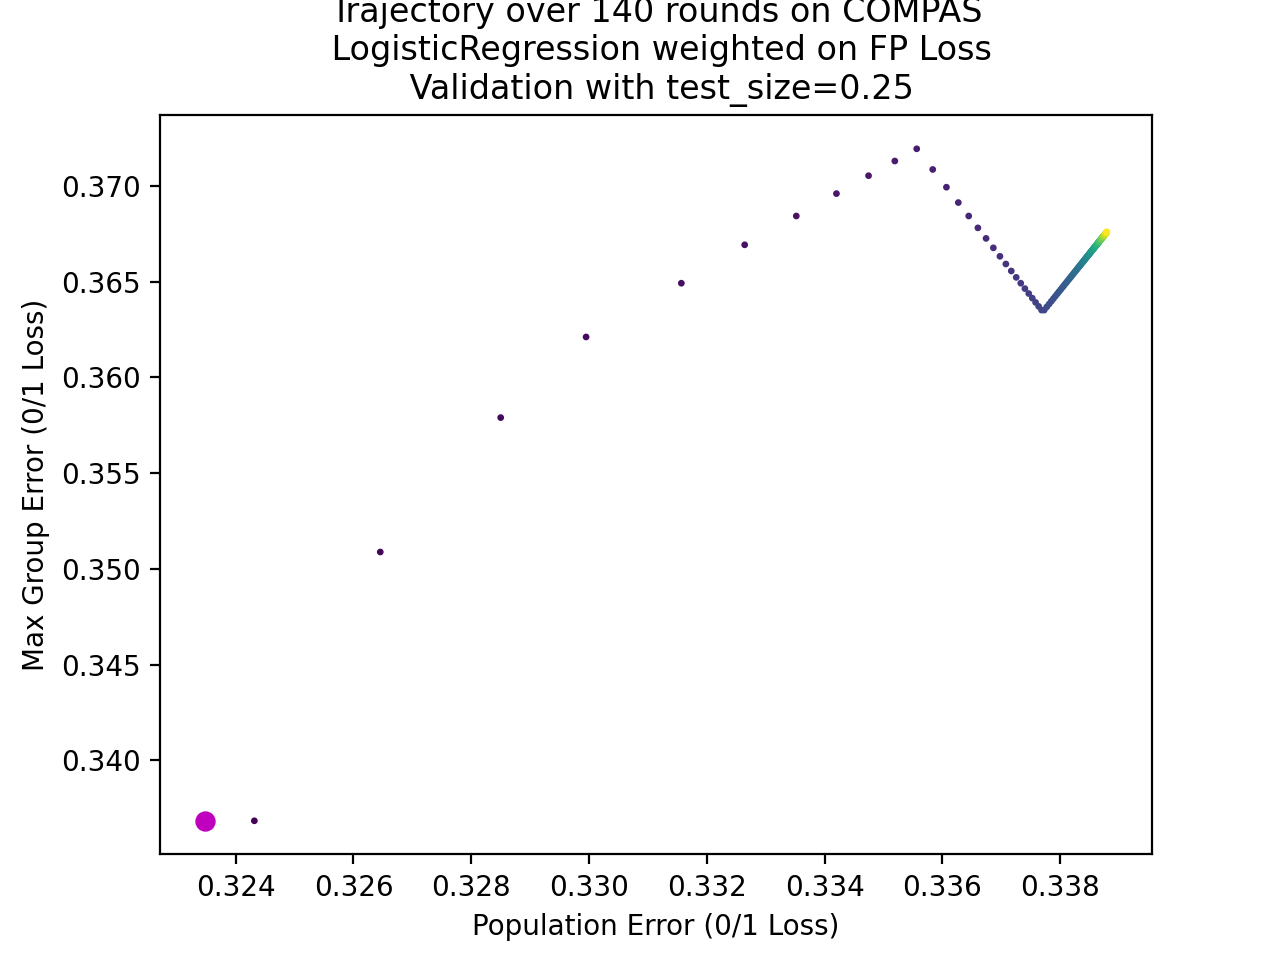 Trajectory over 140 rounds on COMPAS
LogisticRegression weighted on FP Loss
Validation with test_size=0.25
0.370
0.365
0.360
0.355
0.350
0.345
0.340
Max Group Error (0/1 Loss)
0.324 0.326 0.328 0.330 0.332 0.334 0.336 0.338
Population Error (0/1 Loss)